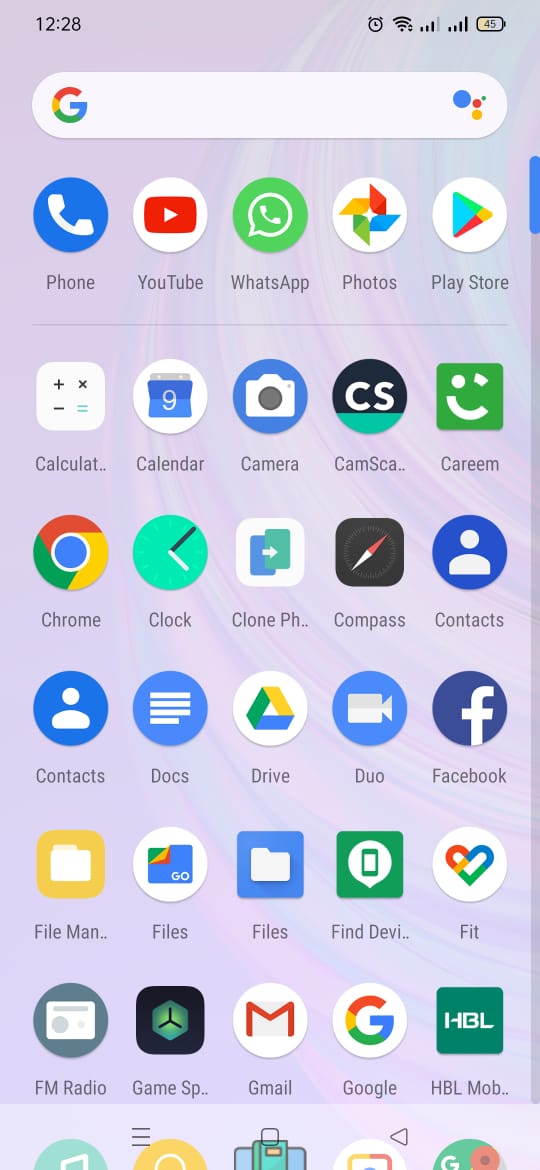 12:28
45
G
Phone YouTube WhatsApp Photos Play Store
9
CS
Calculat.. Calendar Camera CamSca.. Careem
Chrome Clock Clone Ph.. Compass Contacts
Contacts Docs Drive Duo Facebook
GO
File Man.. Files Files Find Devi.. Fit
HBL
FM Radio Game Sp.. Gmail Google HBL Mob..